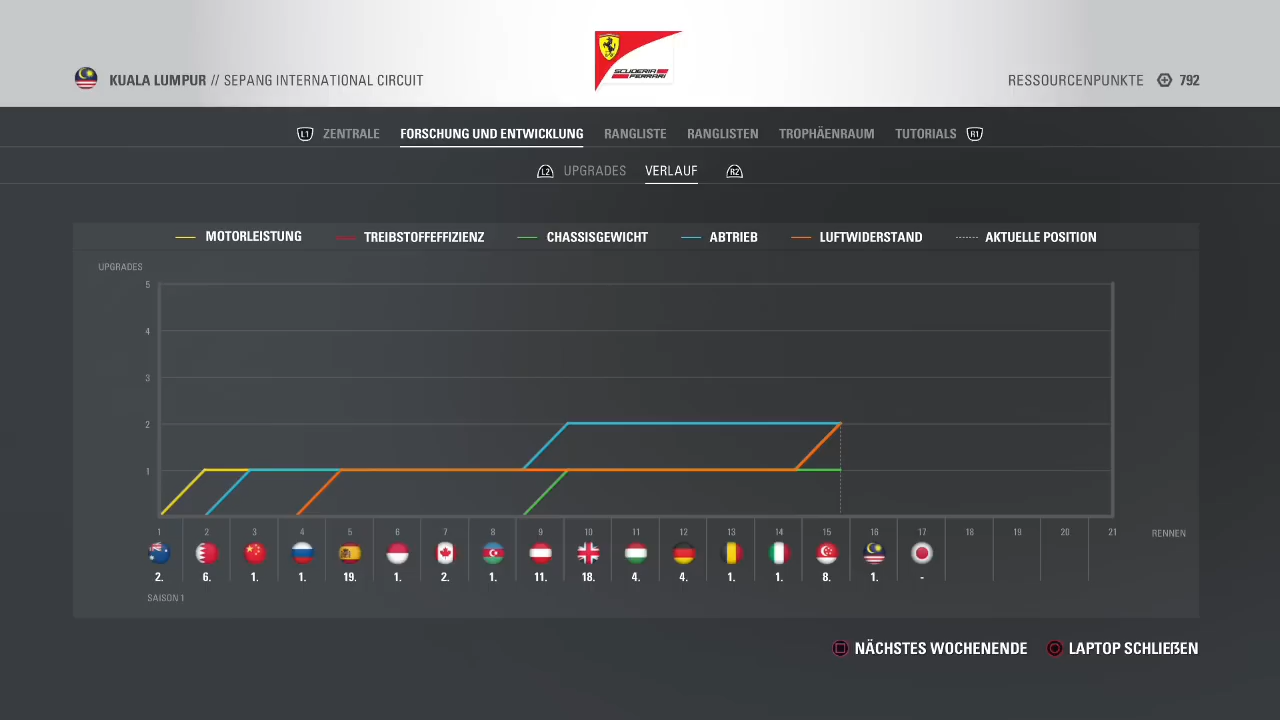 SCUDERIA
FERRARI
KUALA LUMPUR // SEPANG INTERNATIONAL CIRCUIT
RESSOURCENPUNKTE 792
L1 ZENTRALE FORSCHUNG UND ENTWICKLUNG RANGLISTE RANGLISTEN TROPHÄENRAUM TUTORIALS R1
L2 UPGRADES VERLAUF R2
MOTORLEISTUNG TREIBSTOFFEFFIZIENZ CHASSISGEWICHT ABTRIEB LUFTWIDERSTAND AKTUELLE POSITION
UPGRADES
5
4
3
2
1
1 2 3 4 5 6 7 8 9 10 11 12 13 14 15 16 17 18 19 20 21 RENNEN
2. 6. 1. 1. 19. 1. 2. 1. 11. 18. 4. 4. 1. 1. 8. 1. -
SAISON 1
NÄCHSTES WOCHENENDE LAPTOP SCHLIEẞEN